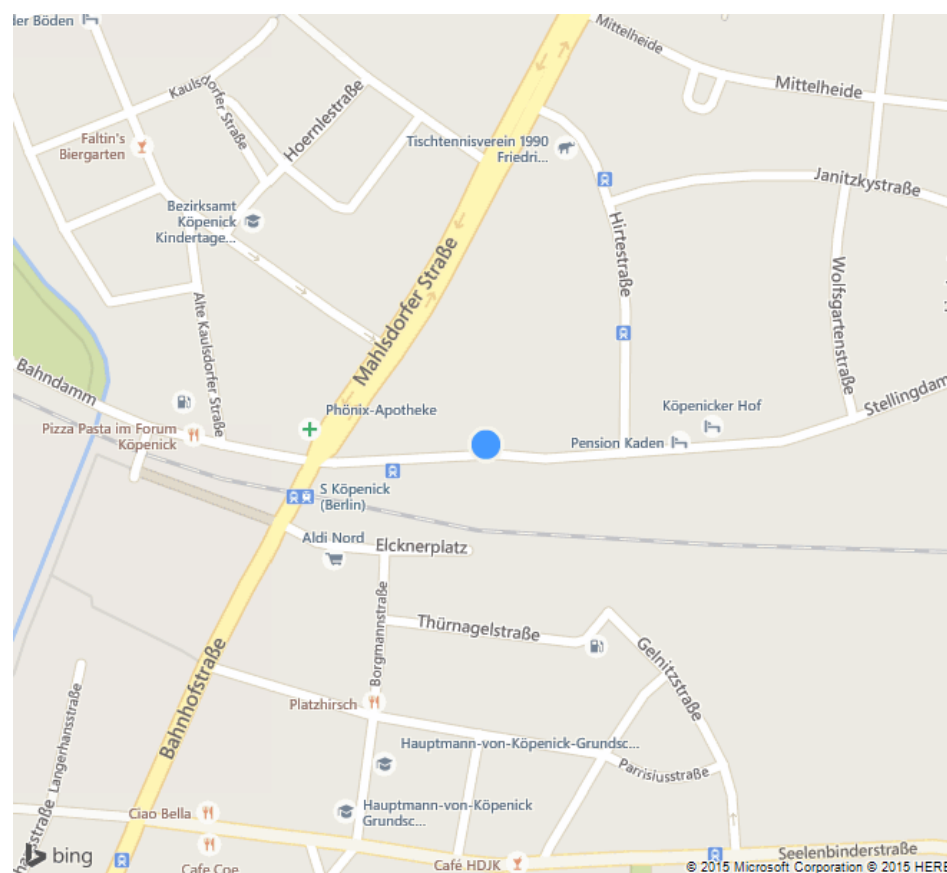 der Böden
Mittelheide
Mittelheide
Kaulsdorfer Straße
Hoernlestraße
Faltin's
Biergarten
Tischtennisverein 1990
Friedri...
Janitzkystraße
Bezirksamt
Köpenick
Kindertage...
Hirtestraße
Mahlsdorfer Straße
Wolfsgartenstraße
Alte Kaulsdorfer Straße
Bahndamm
Stellingdam
Phönix-Apotheke
Köpenicker Hof
Pizza Pasta im Forum
Köpenick
Pension Kaden
S Köpenick
(Berlin)
Aldi Nord
Elcknerplatz
Borgmannstraße
Thürnagelstraße
Gelnitzstraße
Bahnhofstraße
Langerhansstraße
Platzhirsch
Hauptmann-von-Köpenick-Grundsc...
Parrisiusstraße
Hauptmann-von-Köpenick
Grundsc...
Ciao Bella
bing
Cafe Coe
Café HDJK
Seelenbinderstraße
© 2015 Microsoft Corporation © 2015 HERE